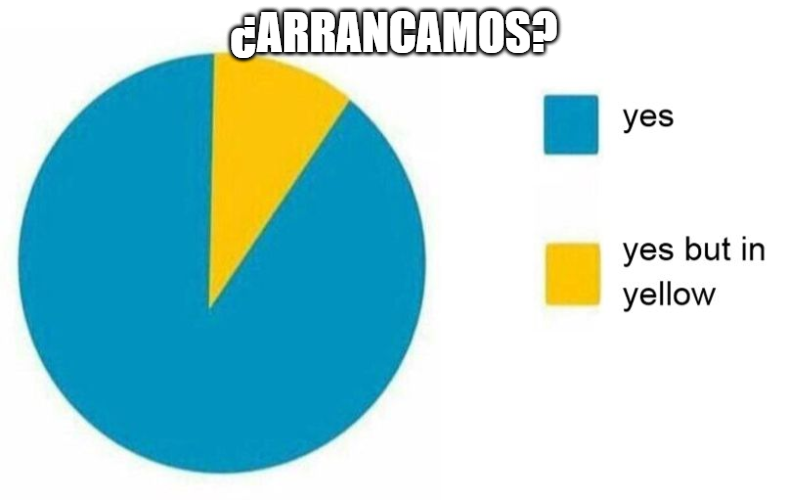 ¿ARRANCAMOS?
yes
yes but in
yellow